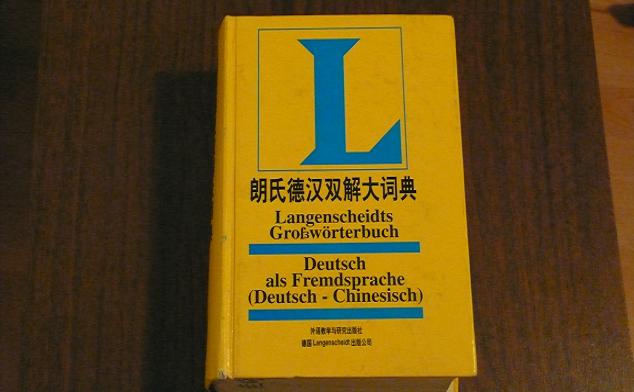 L
朗氏德汉双解大词典
Langenscheidts
Großwörterbuch
Deutsch
als Fremdsprache
(Deutsch - Chinesisch)
外语教学与研究出版社
德国 Langenscheidt 出版公司